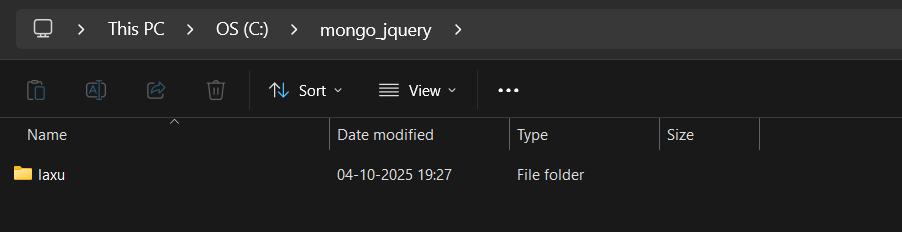 This PC OS (C:) mongo_jquery
Sort View
Name Date modified Type Size
laxu 04-10-2025 19:27 File folder